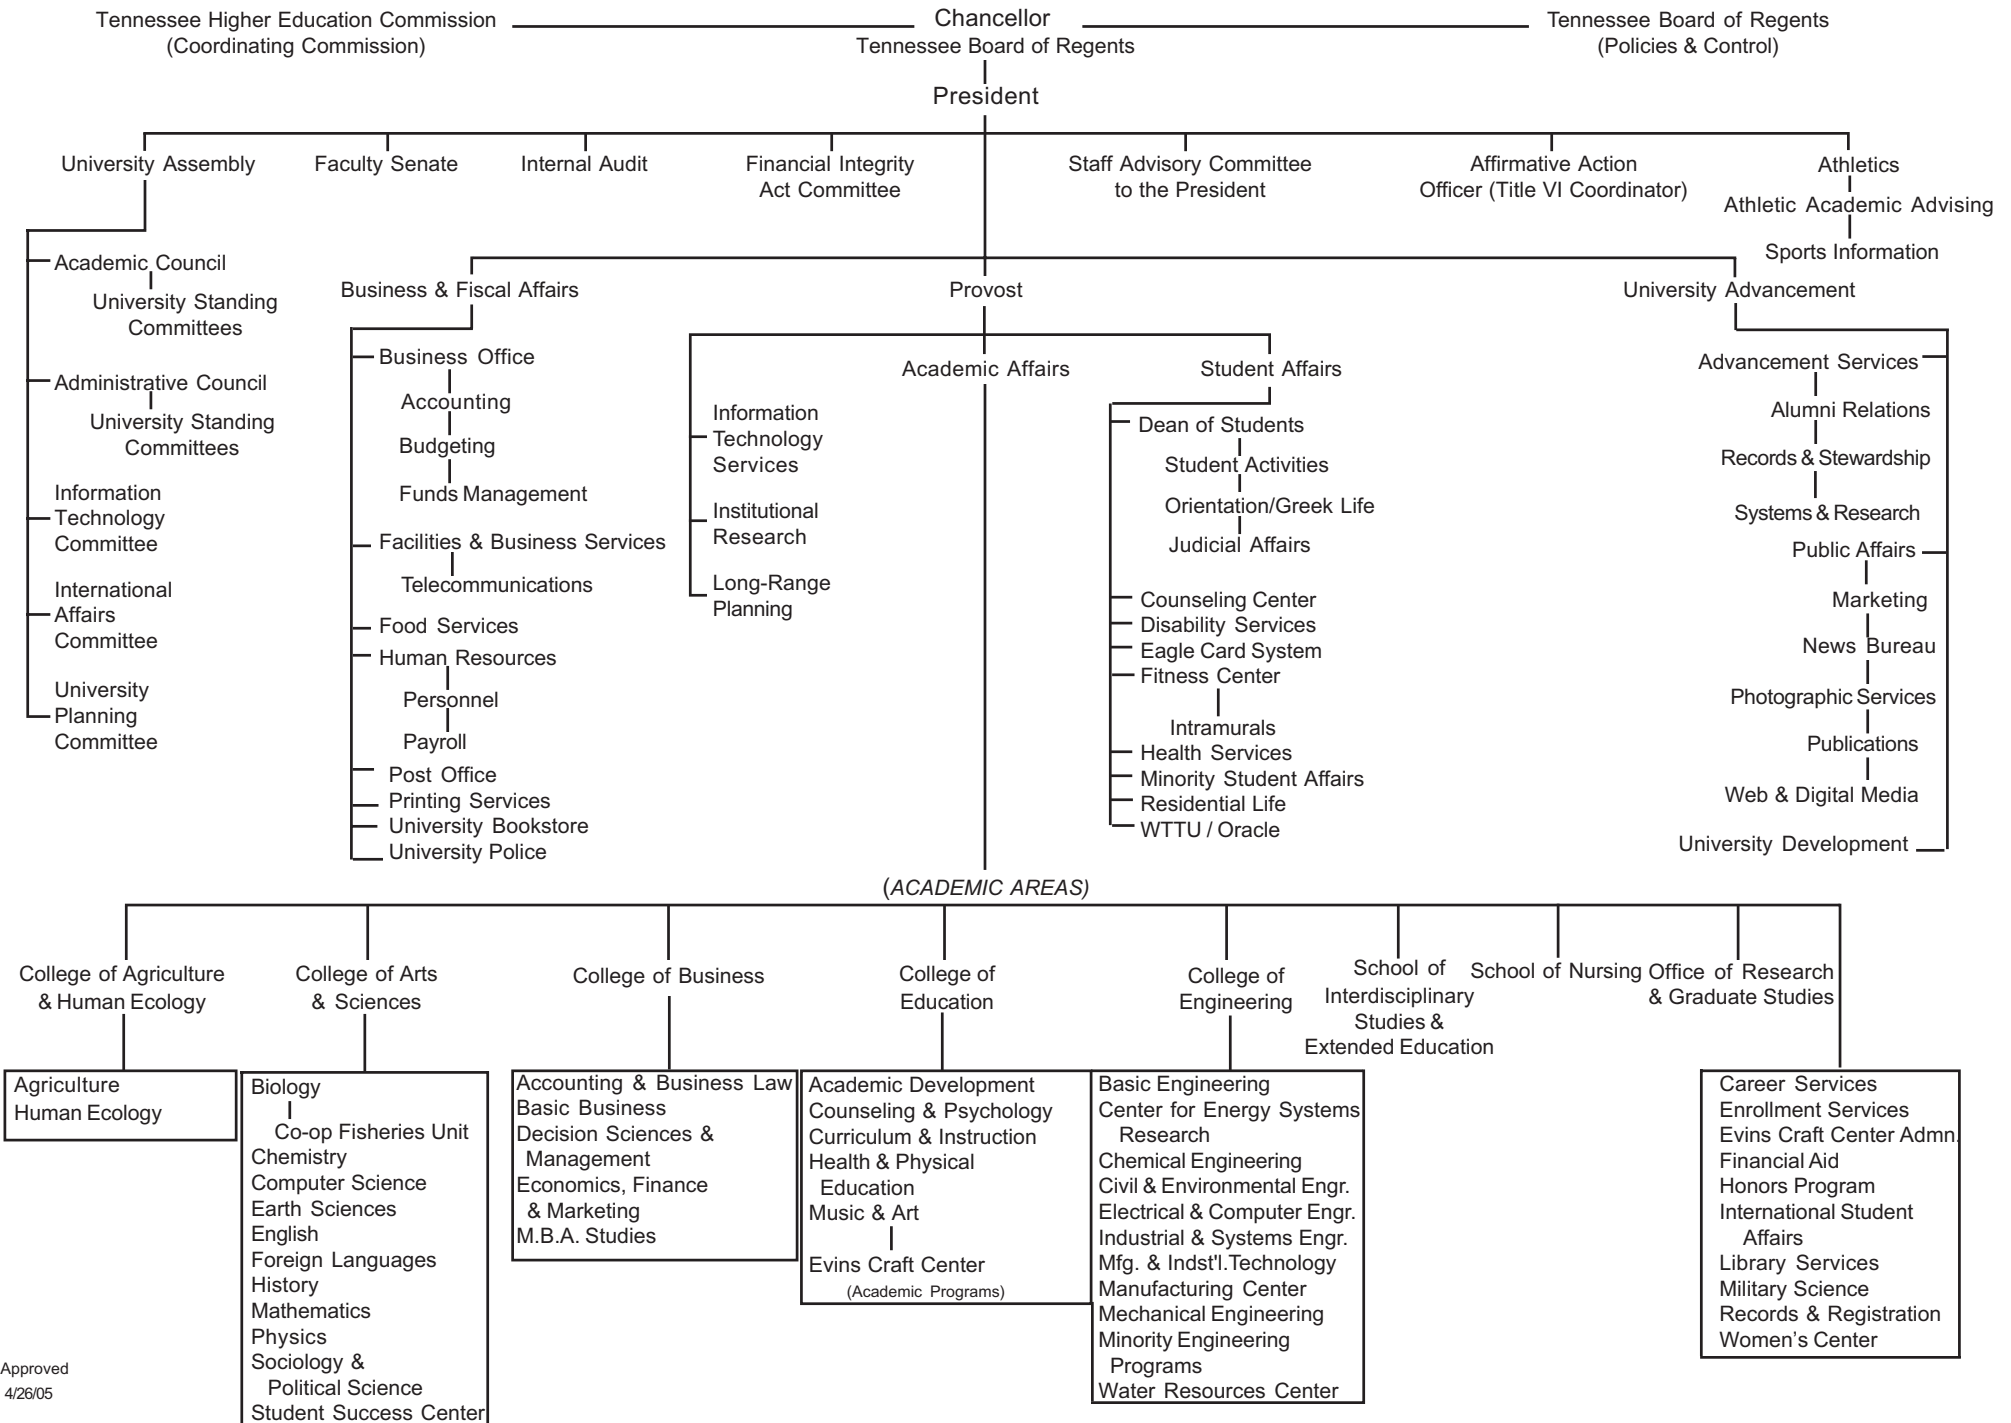 Tennessee Higher Education Commission
(Coordinating Commission)
Chancellor
Tennessee Board of Regents
Tennessee Board of Regents
(Policies & Control)
President
University Assembly
Faculty Senate
Internal Audit
Financial Integrity
Act Committee
Staff Advisory Committee
to the President
Affirmative Action
Officer (Title VI Coordinator)
Athletics
Athletic Academic Advising
Sports Information
Academic Council
University Standing
Committees
Administrative Council
University Standing
Committees
Information
Technology
Committee
International
Affairs
Committee
University
Planning
Committee
Business & Fiscal Affairs
Business Office
Accounting
Budgeting
Funds Management
Facilities & Business Services
Telecommunications
Food Services
Human Resources
Personnel
Payroll
Post Office
Printing Services
University Bookstore
University Police
Provost
Information
Technology
Services
Institutional
Research
Long-Range
Planning
Academic Affairs
Student Affairs
Dean of Students
Student Activities
Orientation/Greek Life
Judicial Affairs
Counseling Center
Disability Services
Eagle Card System
Fitness Center
Intramurals
Health Services
Minority Student Affairs
Residential Life
WTTU / Oracle
University Advancement
Advancement Services
Alumni Relations
Records & Stewardship
Systems & Research
Public Affairs
Marketing
News Bureau
Photographic Services
Publications
Web & Digital Media
University Development
(ACADEMIC AREAS)
College of Agriculture
& Human Ecology
Agriculture
Human Ecology
College of Arts
& Sciences
Biology
Co-op Fisheries Unit
Chemistry
Computer Science
Earth Sciences
English
Foreign Languages
History
Mathematics
Physics
Sociology &
Political Science
Student Success Center
College of Business
Accounting & Business Law
Basic Business
Decision Sciences &
Management
Economics, Finance
& Marketing
M.B.A. Studies
College of
Education
Academic Development
Counseling & Psychology
Curriculum & Instruction
Health & Physical
Education
Music & Art
Evins Craft Center
(Academic Programs)
College of
Engineering
Basic Engineering
Center for Energy Systems
Research
Chemical Engineering
Civil & Environmental Engr.
Electrical & Computer Engr.
Industrial & Systems Engr.
Mfg. & Indst'l.Technology
Manufacturing Center
Mechanical Engineering
Minority Engineering
Programs
Water Resources Center
School of
Interdisciplinary
Studies &
Extended Education
School of Nursing
Office of Research
& Graduate Studies
Career Services
Enrollment Services
Evins Craft Center Admn.
Financial Aid
Honors Program
International Student
Affairs
Library Services
Military Science
Records & Registration
Women's Center
Approved
4/26/05